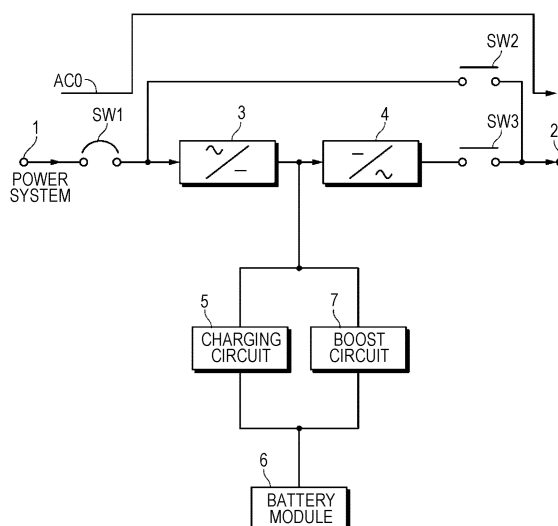 SW2
AC0
SW1
3
4
SW3
1
2
POWER
SYSTEM
5
7
CHARGING
CIRCUIT
BOOST
CIRCUIT
6
BATTERY
MODULE